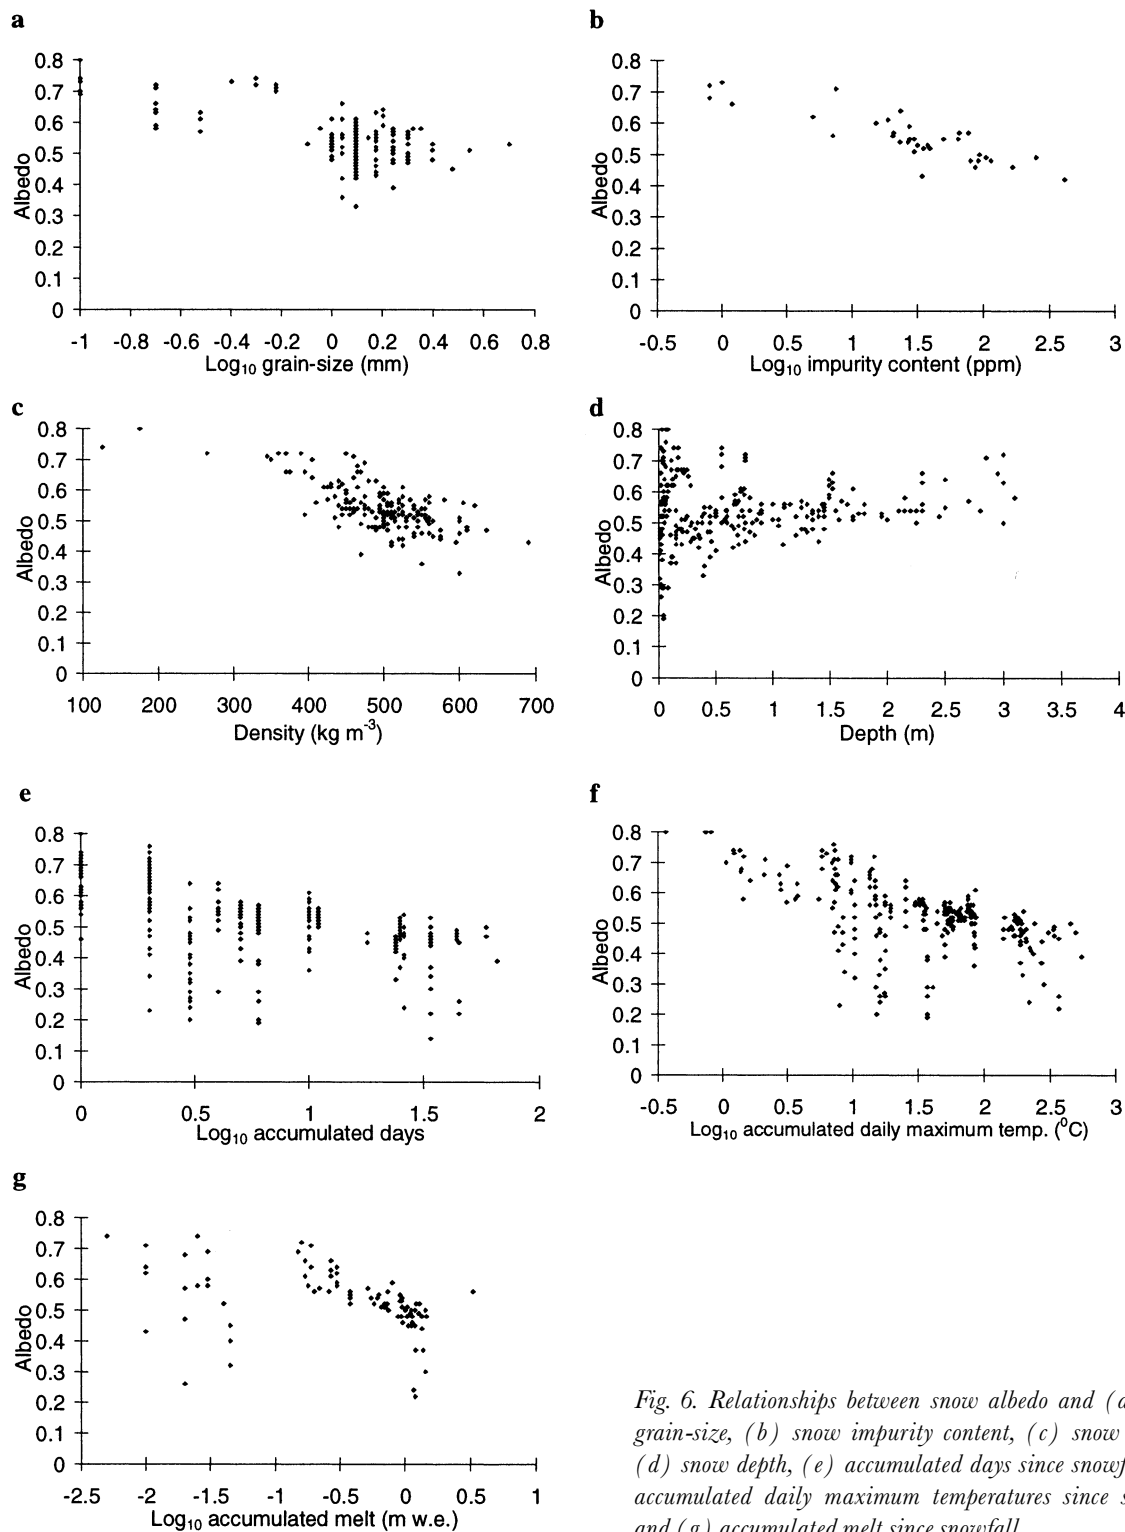 a
0.8
0.7
0.6
0.5
0.4
0.3
0.2
0.1
0
Albedo
-1 -0.8 -0.6 -0.4 -0.2 0 0.2 0.4 0.6 0.8
Log10 grain-size (mm)
b
0.8
0.7
0.6
0.5
0.4
0.3
0.2
0.1
0
Albedo
-0.5 0 0.5 1 1.5 2 2.5 3
Log10 impurity content (ppm)
c
0.8
0.7
0.6
0.5
0.4
0.3
0.2
0.1
0
Albedo
100 200 300 400 500 600 700
Density (kg m-3)
d
0.8
0.7
0.6
0.5
0.4
0.3
0.2
0.1
0
Albedo
0 0.5 1 1.5 2 2.5 3 3.5 4
Depth (m)
e
0.8
0.7
0.6
0.5
0.4
0.3
0.2
0.1
0
Albedo
0 0.5 1 1.5 2
Log10 accumulated days
f
0.8
0.7
0.6
0.5
0.4
0.3
0.2
0.1
0
Albedo
-0.5 0 0.5 1 1.5 2 2.5 3
Log10 accumulated daily maximum temp. (0C)
g
0.8
0.7
0.6
0.5
0.4
0.3
0.2
0.1
0
Albedo
-2.5 -2 -1.5 -1 -0.5 0 0.5 1
Log10 accumulated melt (m w.e.)
Fig. 6. Relationships between snow albedo and (
grain-size, (b) snow impurity content, (c) snow
(d) snow depth, (e) accumulated days since
accumulated daily maximum temperatures since
and (g) accumulated melt since snowfall